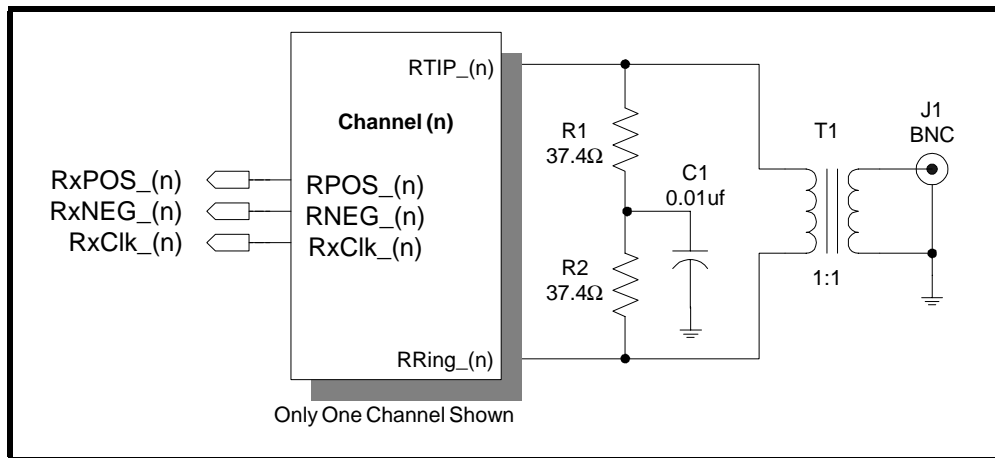 RTIP_(n)
Channel (n)
RxPOS_(n)
RPOS_(n)
RxNEG_(n)
RNEG_(n)
RxClk_(n)
RxClk_(n)
RRing_(n)
Only One Channel Shown
R1
37.4Ω
C1
0.01uf
R2
37.4Ω
T1
1:1
J1
BNC